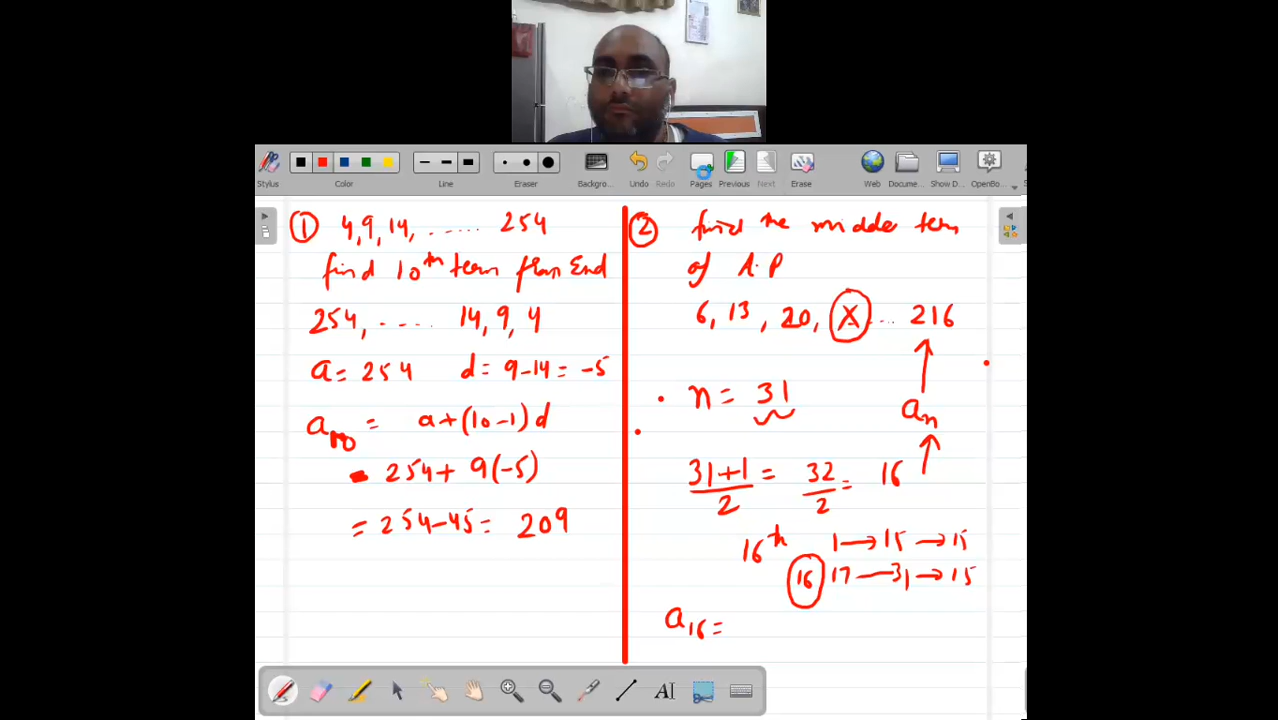 Stylus
Color
Line
Eraser
Backgro...
Undo
Redo
Pages
Previous
Next
Erase
Web
Docume...
Show D...
OpenBo...
① 4, 9, 14, ...... 254
find 10th term from End
254, ...... 14, 9, 4
a = 254 d = 9-14 = -5
a10 = a+(10-1)d
254 + 9(-5)
= 254-45 = 209
② find the middle term
of A.P
6, 13, 20, X ... 216
n = 31
an
31+1/2 = 32/2 = 16
16th 1 → 15 → 15
16 17 — 31 → 15
a16 =